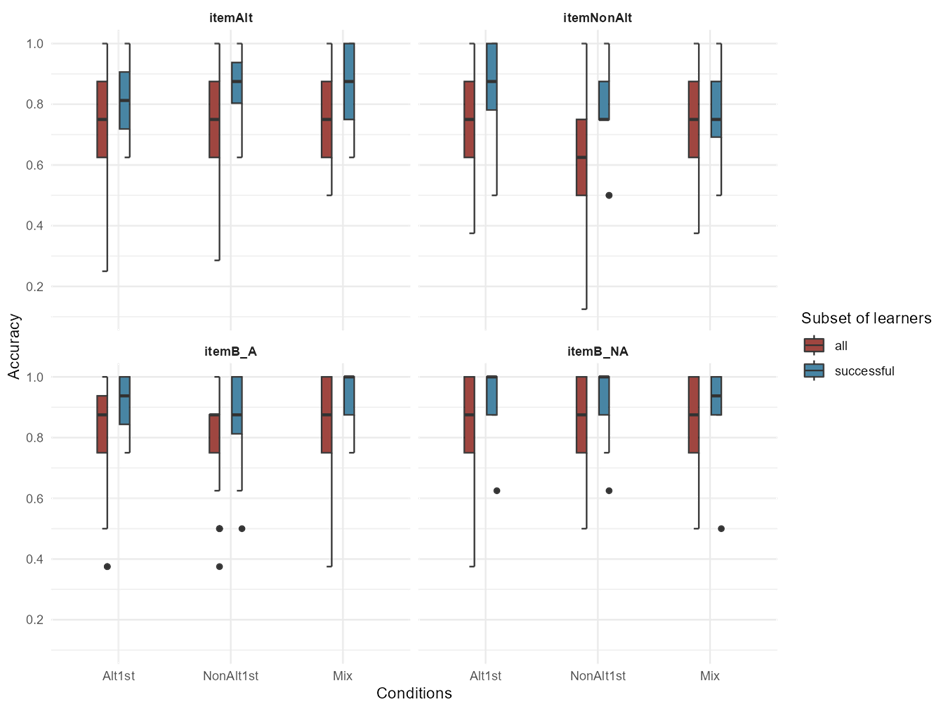 itemAlt itemNonAlt
1.0
0.8
0.6
0.4
0.2
Accuracy
itemB_A itemB_NA
1.0
0.8
0.6
0.4
0.2
Alt1st NonAlt1st Mix Alt1st NonAlt1st Mix
Conditions
Subset of learners
all
successful